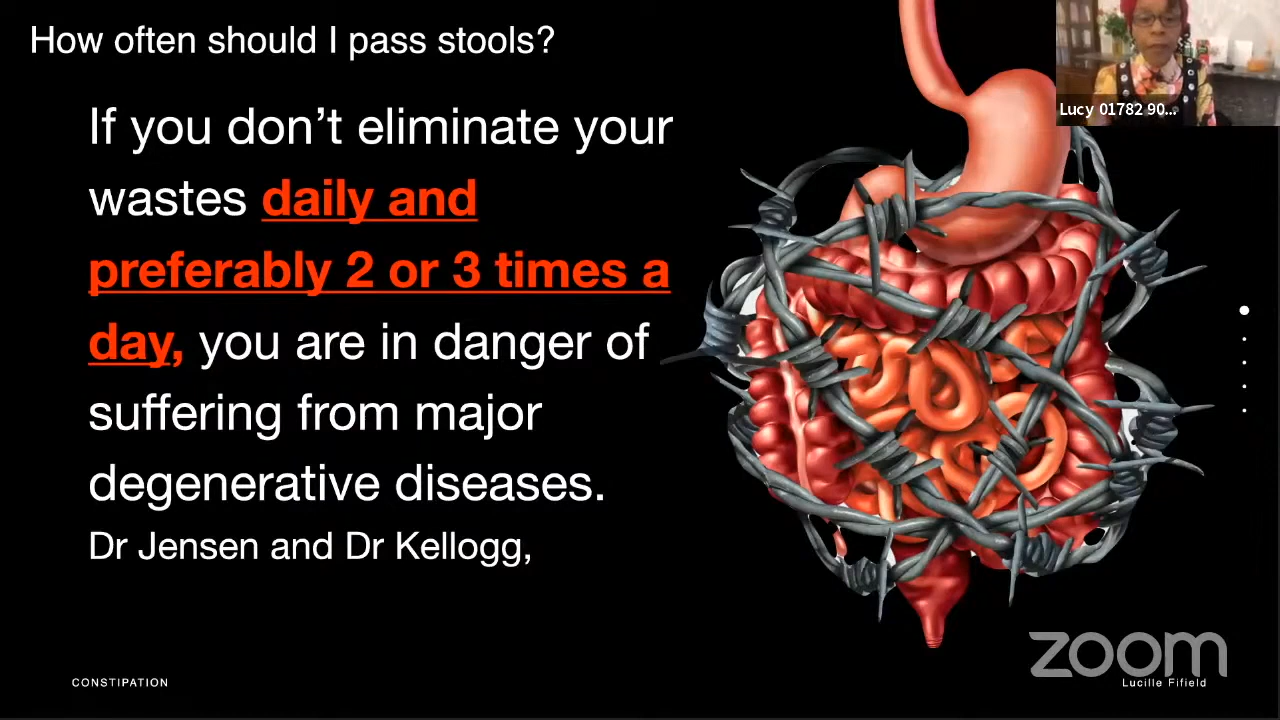 How often should I pass stools?
If you don’t eliminate your
wastes daily and
preferably 2 or 3 times a
day, you are in danger of
suffering from major
degenerative diseases.
Dr Jensen and Dr Kellogg,
Lucy 01782 90...
CONSTIPATION
zoom
Lucille Fifield